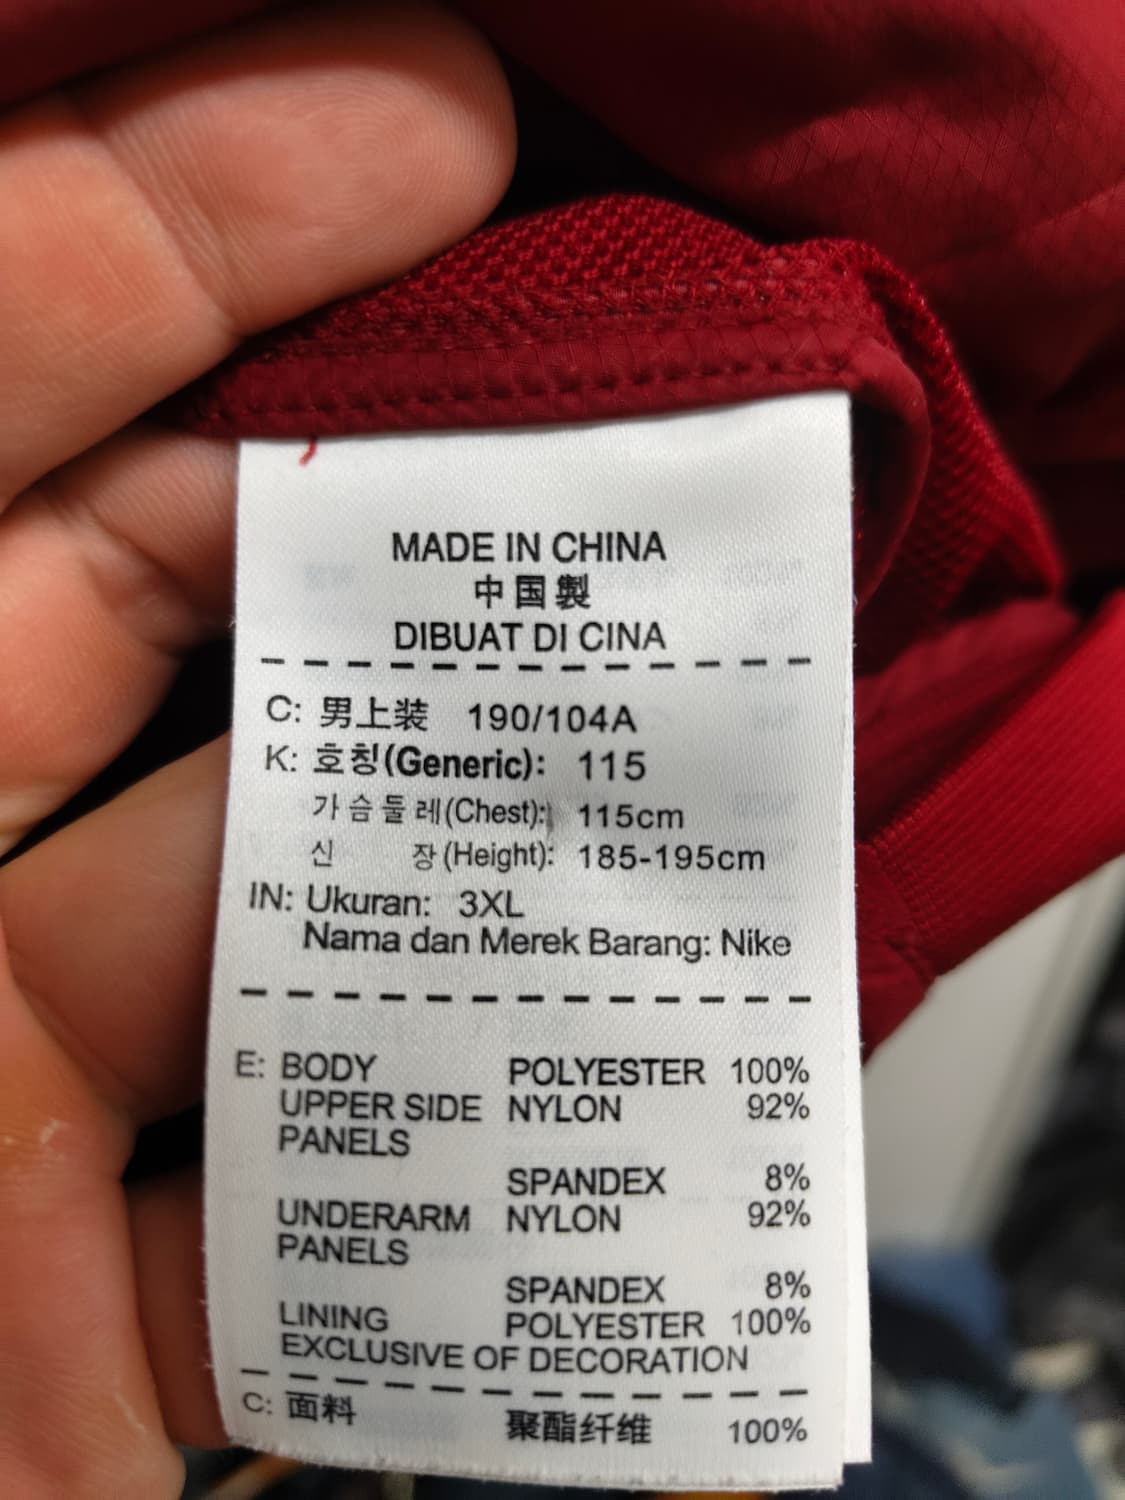 MADE IN CHINA
中国製
DIBUAT DI CINA
C: 男上装 190/104A
K: 호칭(Generic): 115
가슴둘레(Chest): 115cm
신 장(Height): 185-195cm
IN: Ukuran: 3XL
Nama dan Merek Barang: Nike
E: BODY POLYESTER 100%
UPPER SIDE NYLON 92%
PANELS
SPANDEX 8%
UNDERARM NYLON 92%
PANELS
SPANDEX 8%
LINING POLYESTER 100%
EXCLUSIVE OF DECORATION
C: 面料 聚酯纤维 100%